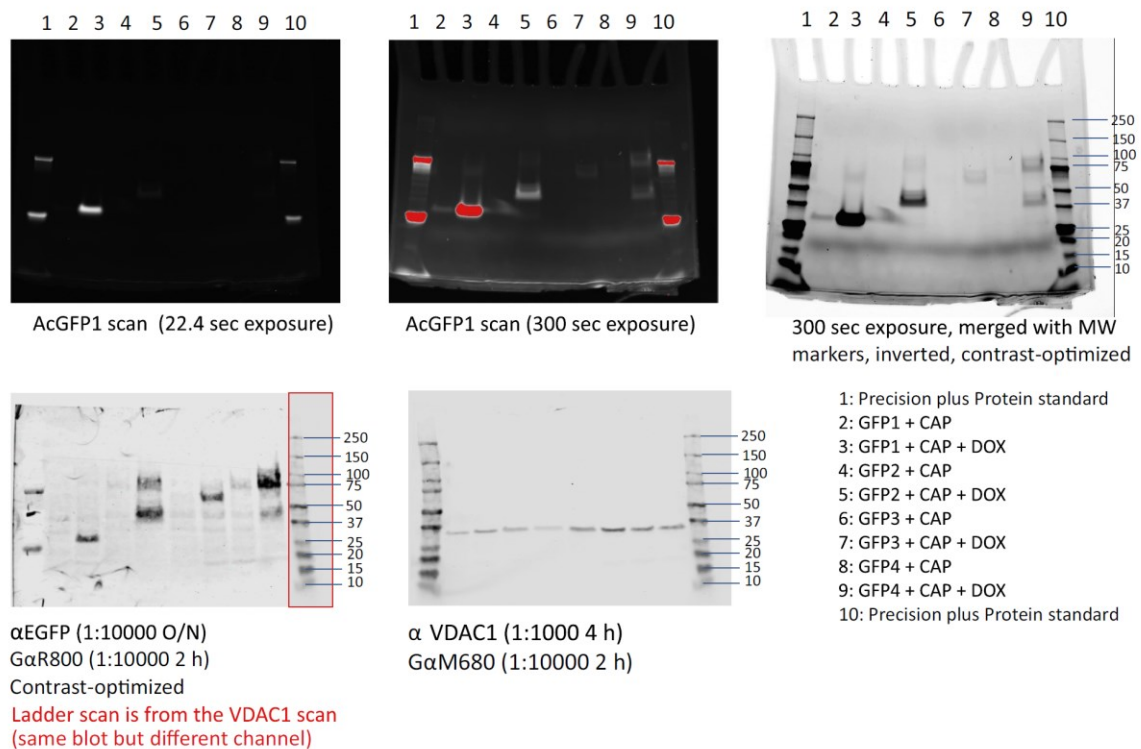 1 2 3 4 5 6 7 8 9 10
1 2 3 4 5 6 7 8 9 10
1 2 3 4 5 6 7 8 9 10
250
150
100
75
50
37
25
20
15
10
AcGFP1 scan (22.4 sec exposure)
AcGFP1 scan (300 sec exposure)
300 sec exposure, merged with MW
markers, inverted, contrast-optimized
250
150
100
75
50
37
25
20
15
10
αEGFP (1:10000 O/N)
GαR800 (1:10000 2 h)
Contrast-optimized
Ladder scan is from the VDAC1 scan
(same blot but different channel)
250
150
100
75
50
37
25
20
15
10
α VDAC1 (1:1000 4 h)
GαM680 (1:10000 2 h)
1: Precision plus Protein standard
2: GFP1 + CAP
3: GFP1 + CAP + DOX
4: GFP2 + CAP
5: GFP2 + CAP + DOX
6: GFP3 + CAP
7: GFP3 + CAP + DOX
8: GFP4 + CAP
9: GFP4 + CAP + DOX
10: Precision plus Protein standard